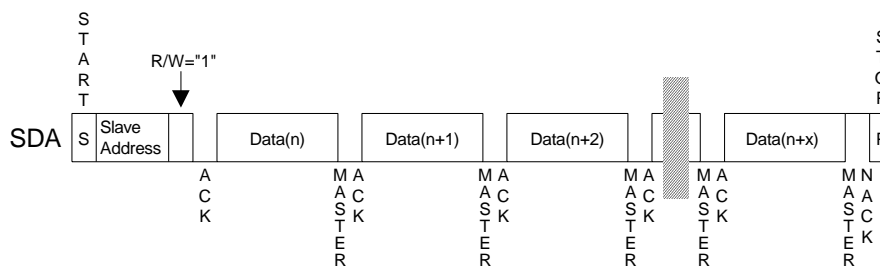 START
R/W="1"
SDA
S
Slave
Address
Data(n)
Data(n+1)
Data(n+2)
Data(n+x)
ACK
MASTER
ACK
MASTER
ACK
MASTER
ACK
MASTER
ACK
MASTER
NACK